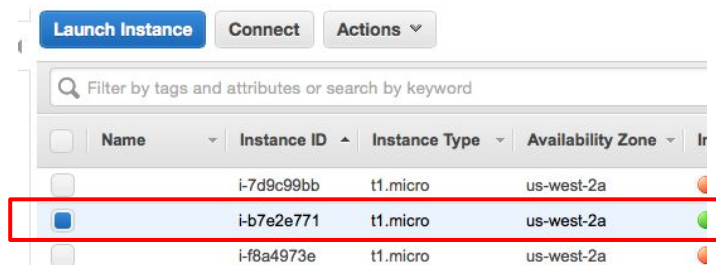 Launch Instance Connect Actions
Filter by tags and attributes or search by keyword
Name Instance ID Instance Type Availability Zone
i-7d9c99bb t1.micro us-west-2a
i-b7e2e771 t1.micro us-west-2a
i-f8a4973e t1.micro us-west-2a